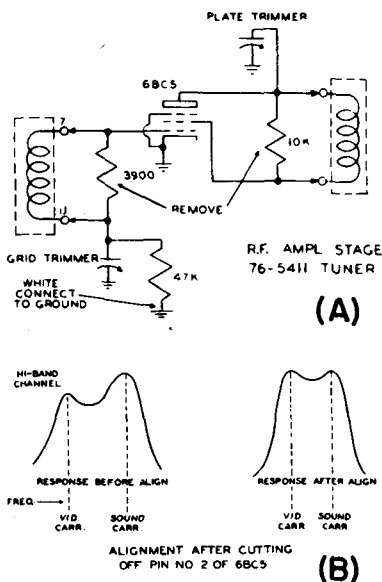 PLATE TRIMMER
6BC5
7
3900
10K
REMOVE
11
GRID TRIMMER
47K
WHITE
CONNECT
TO GROUND
R.F. AMPL STAGE
76-5411 TUNER
(A)
HI-BAND
CHANNEL
RESPONSE BEFORE ALIGN
RESPONSE AFTER ALIGN
FREQ.
VID.
CARR.
SOUND
CARR.
VID
CARR.
SOUND
CARR.
ALIGNMENT AFTER CUTTING
OFF PIN NO 2 OF 6BC5
(B)